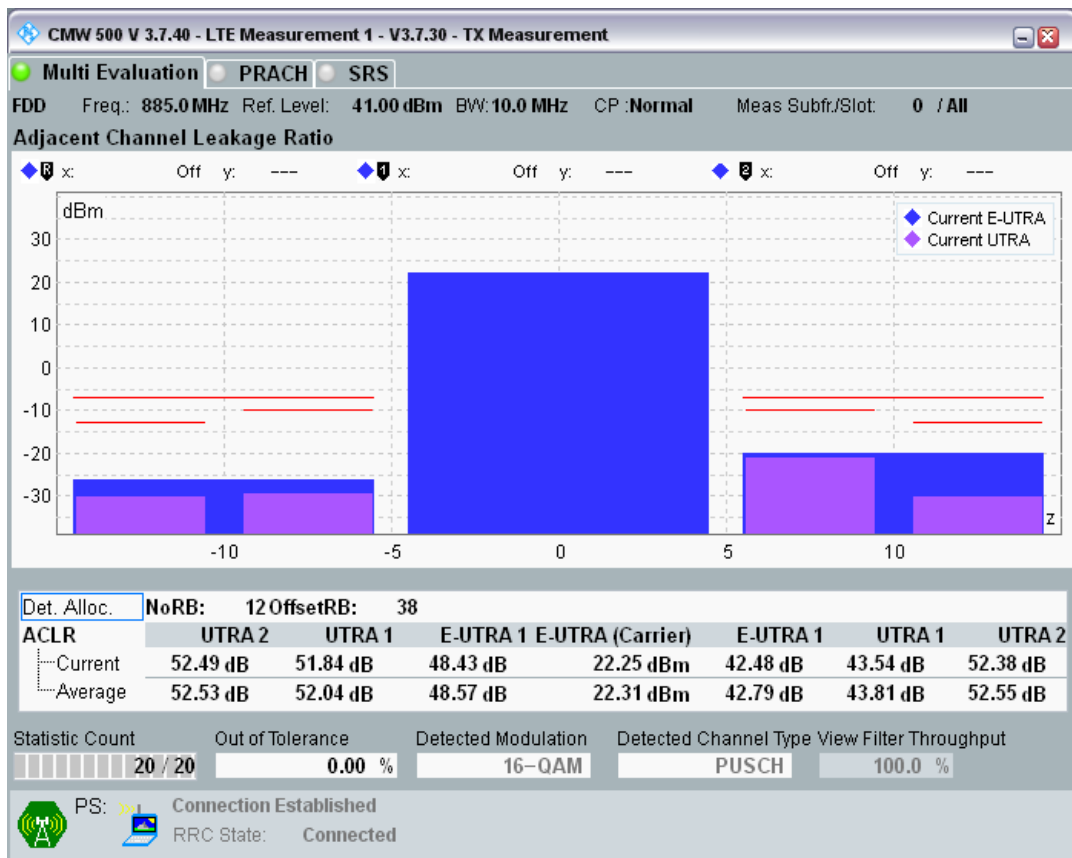 CMW 500 V 3.7.40 - LTE Measurement 1 - V3.7.30 - TX Measurement
Multi Evaluation PRACH SRS
FDD Freq.: 885.0 MHz Ref. Level: 41.00 dBm BW: 10.0 MHz CP :Normal Meas Subfr./Slot: 0 / All
Adjacent Channel Leakage Ratio
R x: Off y: --- 1 x: Off y: --- 2 x: Off y: ---
dBm
Current E-UTRA
Current UTRA
30
20
10
0
-10
-20
-30
z
-10 -5 0 5 10
Det. Alloc. NoRB: 12 OffsetRB: 38
ACLR UTRA 2 UTRA 1 E-UTRA 1 E-UTRA (Carrier) E-UTRA 1 UTRA 1 UTRA 2
Current 52.49 dB 51.84 dB 48.43 dB 22.25 dBm 42.48 dB 43.54 dB 52.38 dB
Average 52.53 dB 52.04 dB 48.57 dB 22.31 dBm 42.79 dB 43.81 dB 52.55 dB
Statistic Count Out of Tolerance Detected Modulation Detected Channel Type View Filter Throughput
20 / 20 0.00 % 16-QAM PUSCH 100.0 %
PS: Connection Established
RRC State: Connected